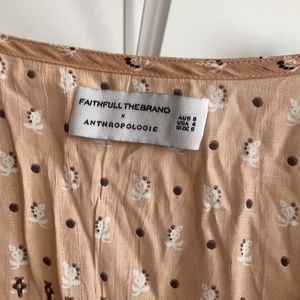 FAITHFULL THE BRAND
x
ANTHROPOLOGIE
AUS 8
USA 4
SIZE S